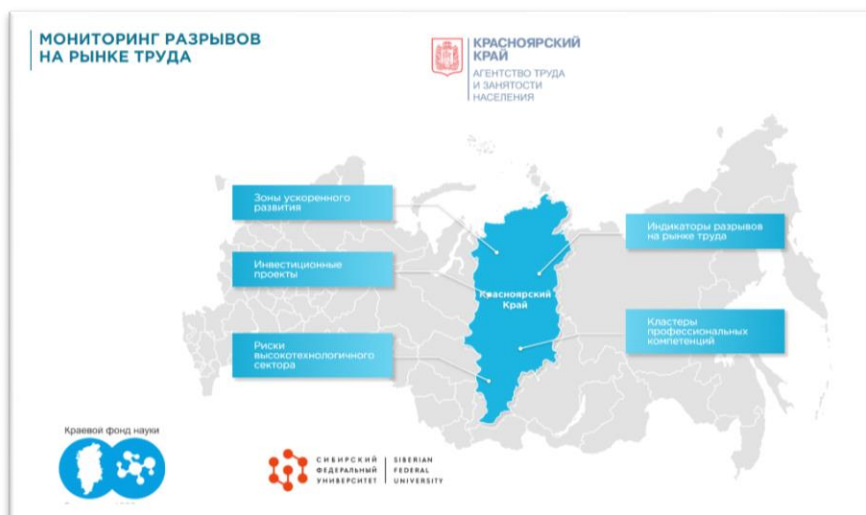 МОНИТОРИНГ РАЗРЫВОВ
НА РЫНКЕ ТРУДА
КРАСНОЯРСКИЙ
КРАЙ
АГЕНТСТВО ТРУДА
И ЗАНЯТОСТИ
НАСЕЛЕНИЯ
Зоны ускоренного
развития
Инвестиционные
проекты
Риски
высокотехнологичного
сектора
Красноярский
Край
Индикаторы разрывов
на рынке труда
Кластеры
профессиональных
компетенций
Краевой фонд науки
СИБИРСКИЙ
ФЕДЕРАЛЬНЫЙ
УНИВЕРСИТЕТ
SIBERIAN
FEDERAL
UNIVERSITY